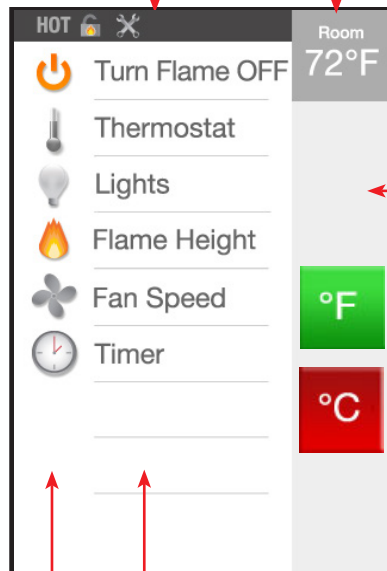 HOT
Room
72°F
Turn Flame OFF
Thermostat
Lights
Flame Height
Fan Speed
Timer
°F
°C